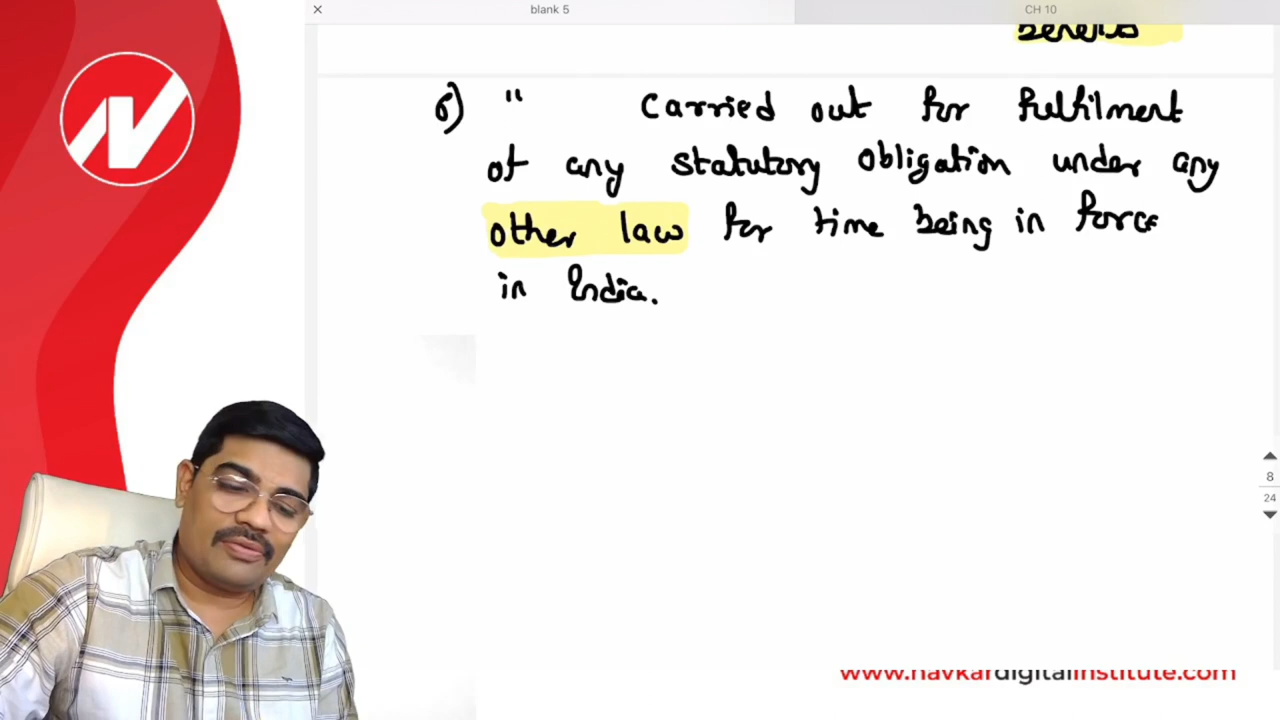 blank 5
CH 10
benefits
6) " Carried out for fulfilment
of any statutory obligation under any
other law for time being in force
in India.
8
24
www.navkardigitalinstitute.com